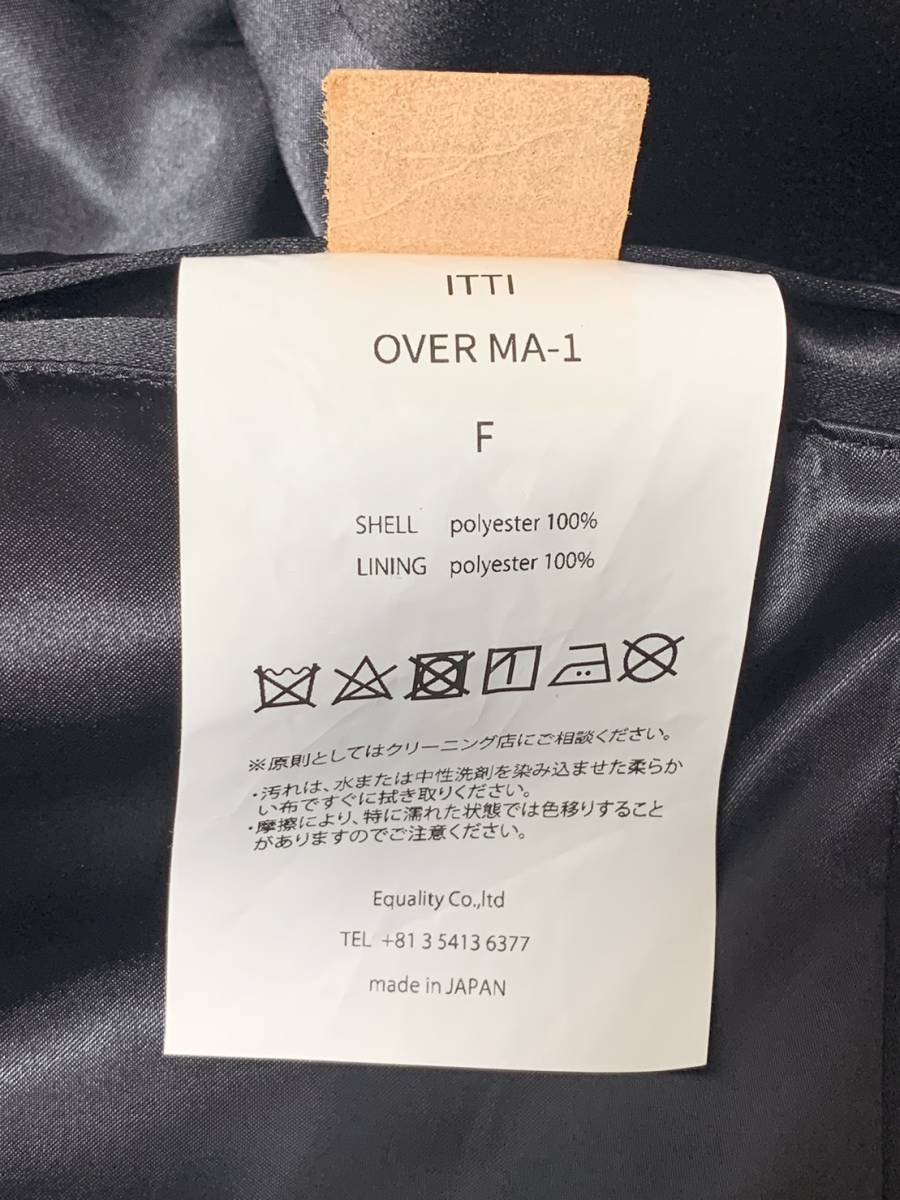 ITTI
OVER MA-1
F
SHELL polyester 100%
LINING polyester 100%
※原則としてはクリーニング店にご相談ください。
・汚れは、水または中性洗剤を染み込ませた柔らか
い布ですぐに拭き取りください。
・摩擦により、特に濡れた状態では色移りすること
がありますのでご注意ください。
Equality Co.,ltd
TEL +81 3 5413 6377
made in JAPAN